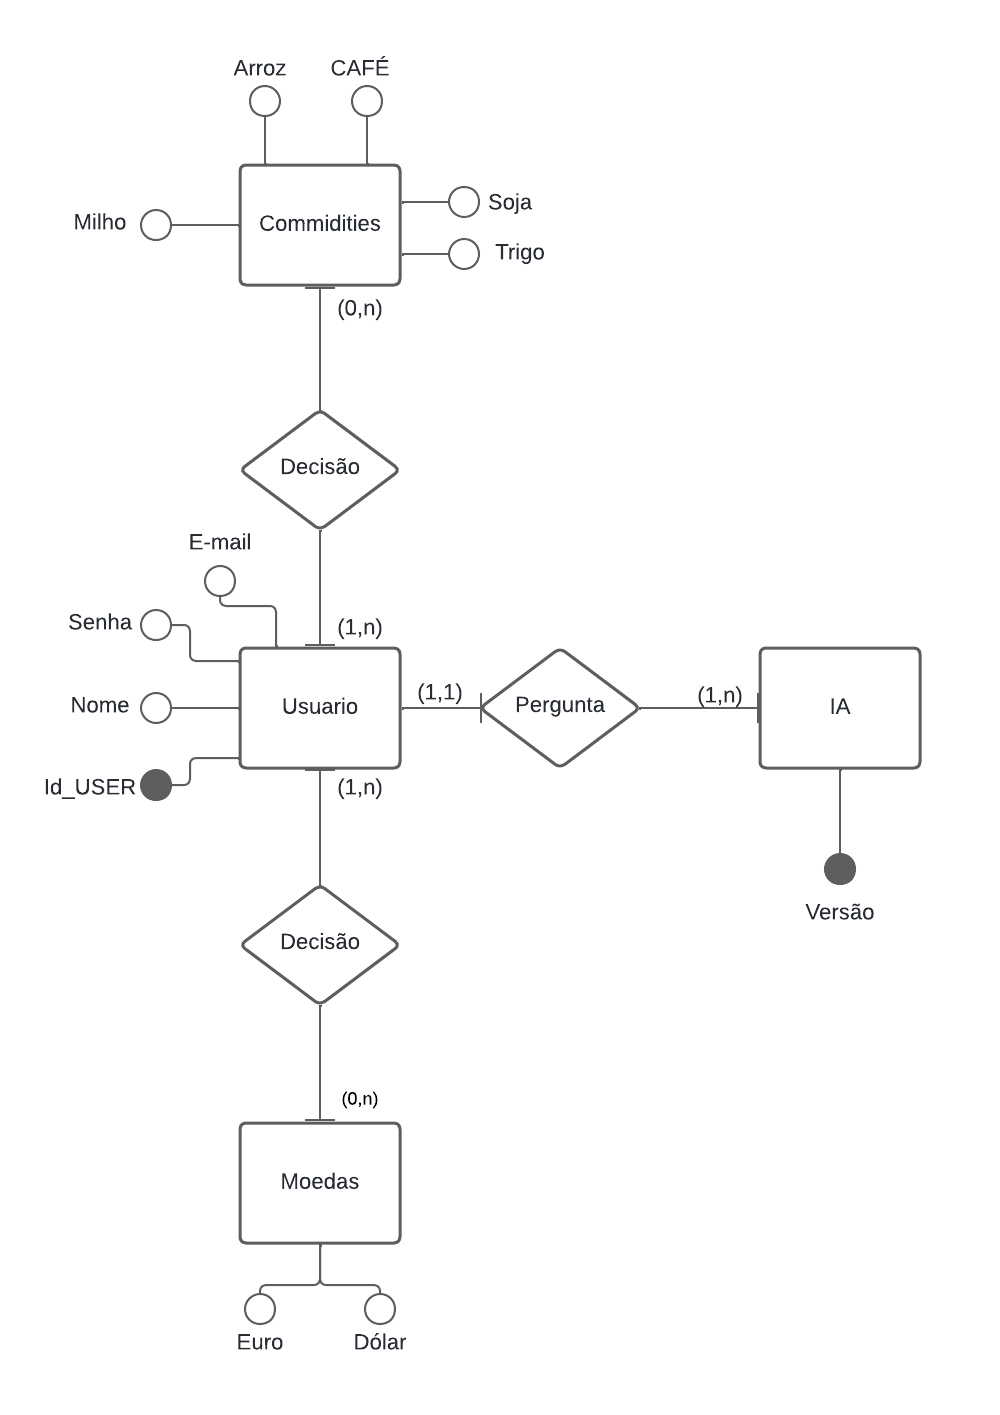 Arroz
CAFÉ
Milho
Commidities
Soja
Trigo
(0,n)
Decisão
E-mail
Senha
(1,n)
Nome
Usuario
(1,1)
Pergunta
(1,n)
IA
Id_USER
(1,n)
Versão
Decisão
(0,n)
Moedas
Euro
Dólar